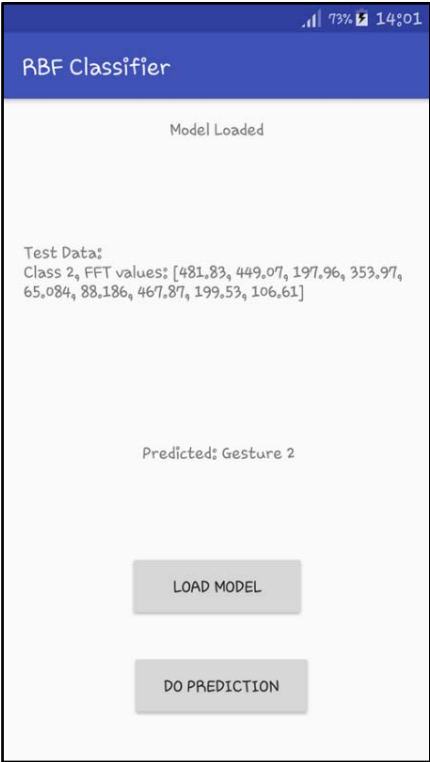 73% 14:01
RBF Classifier
Model Loaded
Test Data:
Class 2, FFT values: [481.83, 449.07, 197.96, 353.97,
65.084, 88.186, 467.87, 199.53, 106.61]
Predicted: Gesture 2
LOAD MODEL
DO PREDICTION